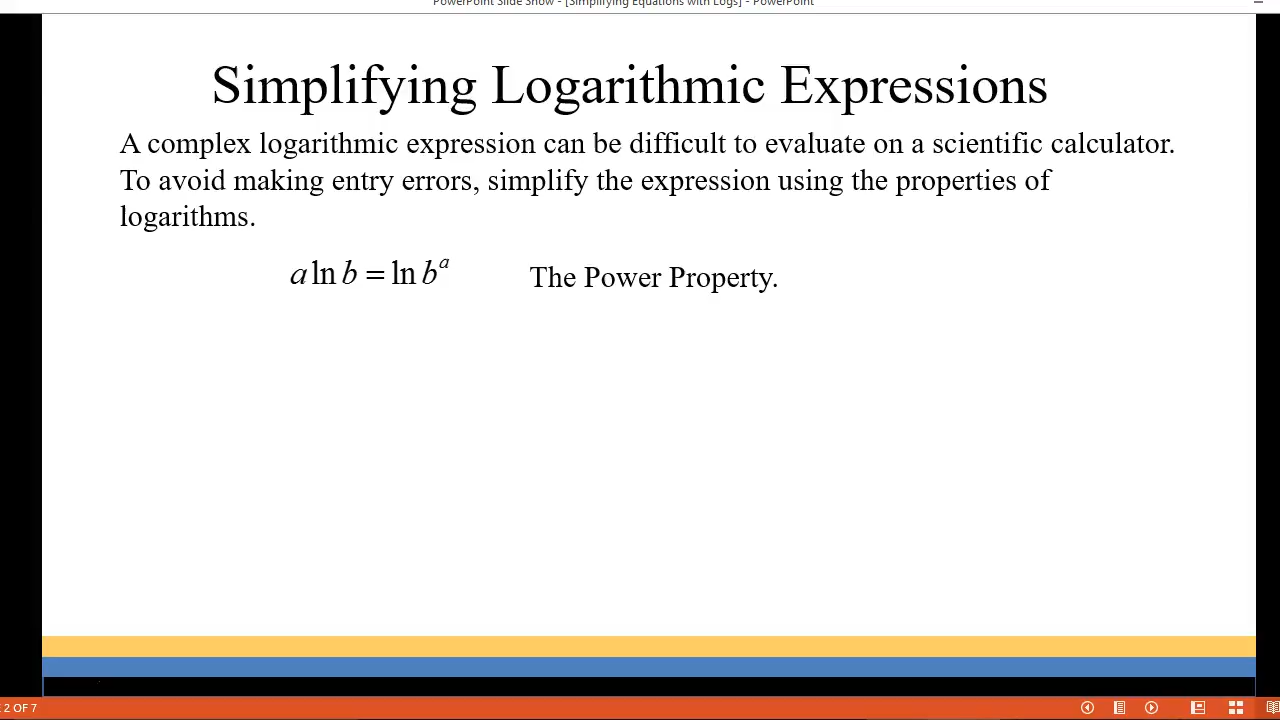 PowerPoint Slide Show - [Simplifying Equations with Logs] - PowerPoint
Simplifying Logarithmic Expressions
A complex logarithmic expression can be difficult to evaluate on a scientific calculator.
To avoid making entry errors, simplify the expression using the properties of
logarithms.
a ln b = ln b^a The Power Property.
2 OF 7